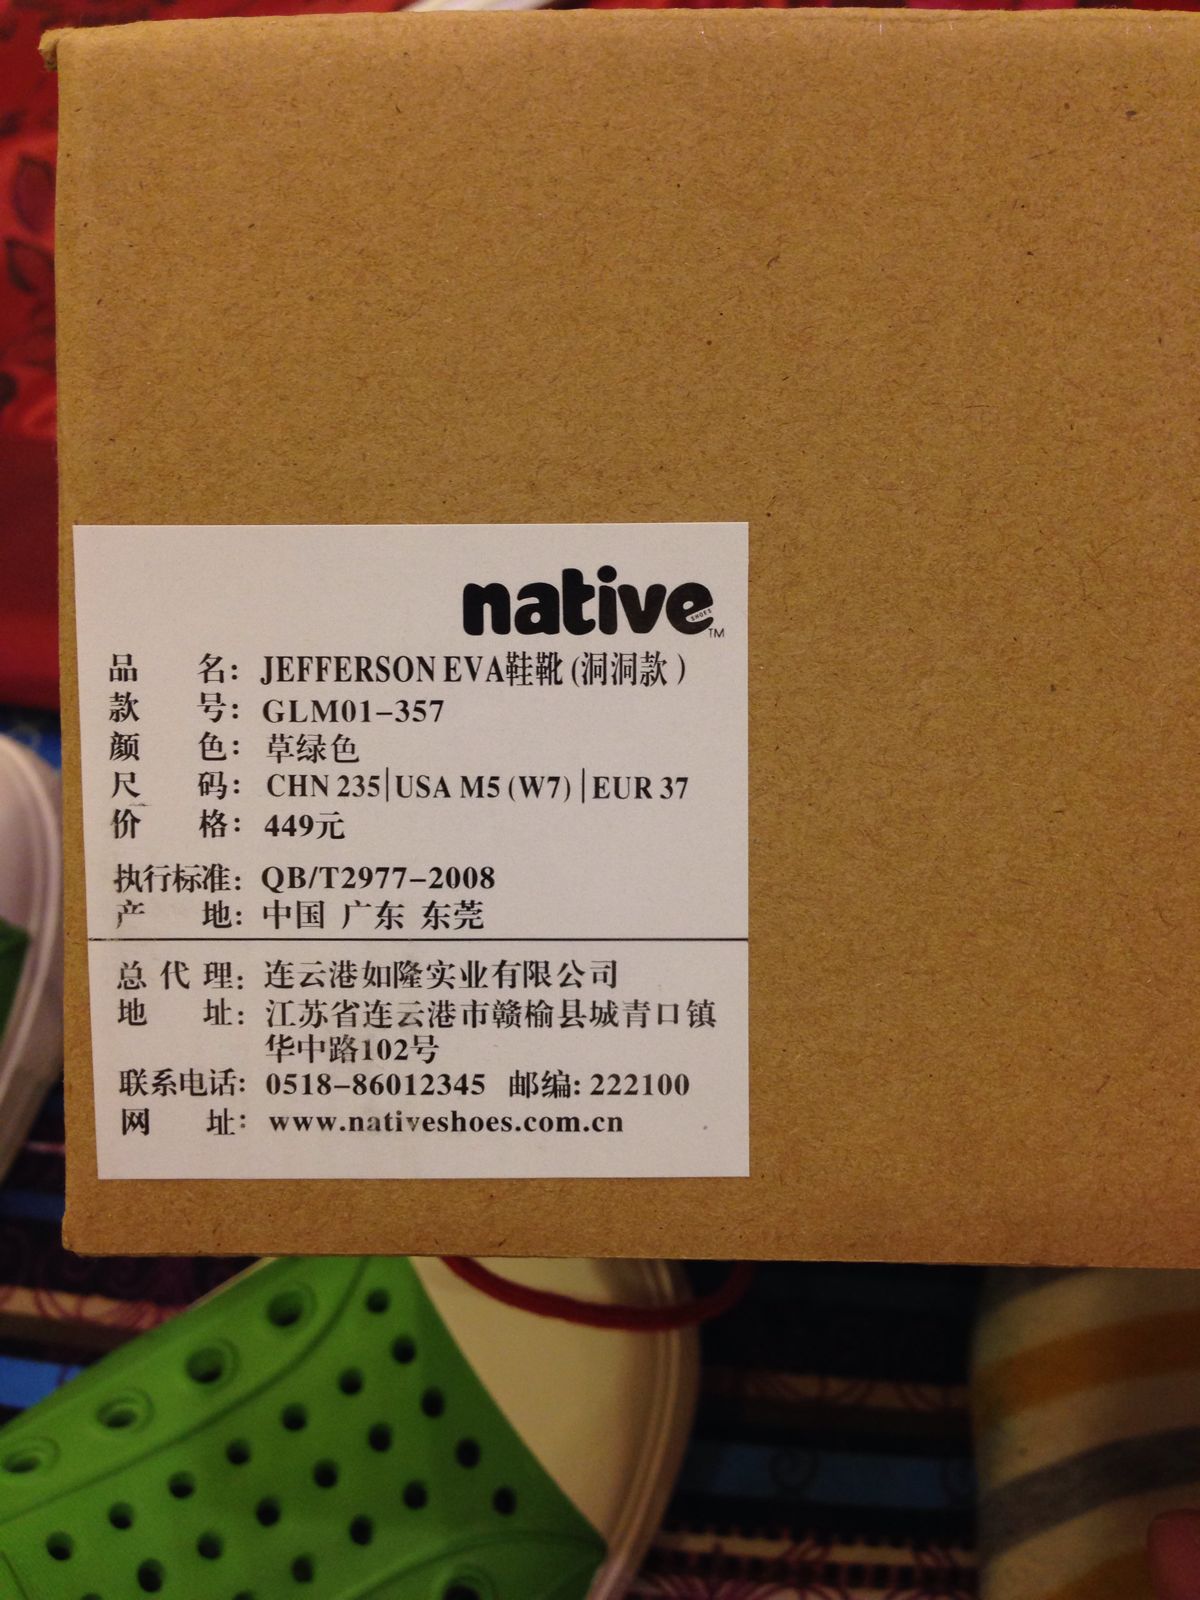 native
SHOES
TM
品 名：JEFFERSON EVA鞋靴(洞洞款)
款 号：GLM01-357
颜 色：草绿色
尺 码：CHN 235|USA M5 (W7)|EUR 37
价 格：449元
执行标准：QB/T2977-2008
产 地：中国 广东 东莞
总 代 理：连云港如隆实业有限公司
地 址：江苏省连云港市赣榆县城青口镇
华中路102号
联系电话：0518-86012345 邮编：222100
网 址：www.nativeshoes.com.cn